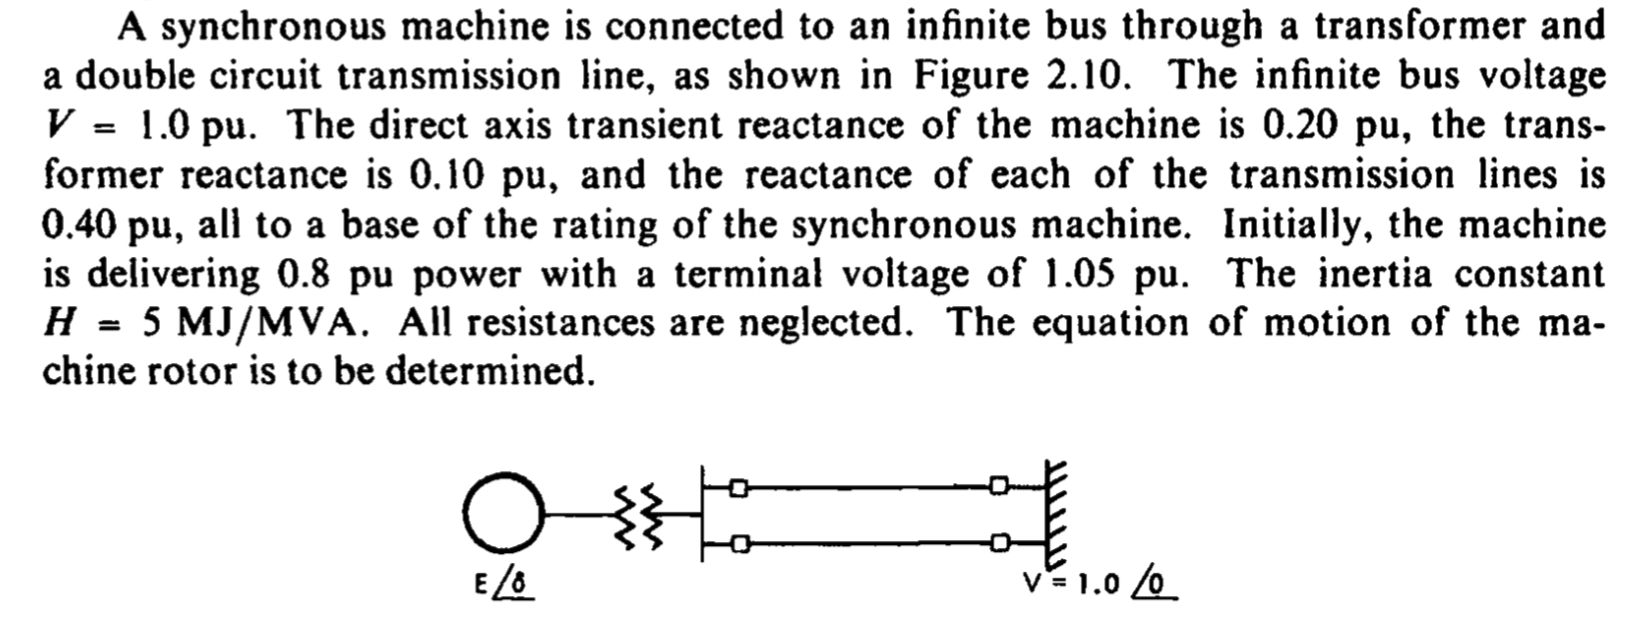 A synchronous machine is connected to an infinite bus through a transformer and
a double circuit transmission line, as shown in Figure 2.10. The infinite bus voltage
V = 1.0 pu. The direct axis transient reactance of the machine is 0.20 pu, the trans-
former reactance is 0.10 pu, and the reactance of each of the transmission lines is
0.40 pu, all to a base of the rating of the synchronous machine. Initially, the machine
is delivering 0.8 pu power with a terminal voltage of 1.05 pu. The inertia constant
H = 5 MJ/MVA. All resistances are neglected. The equation of motion of the ma-
chine rotor is to be determined.
E/δ
V = 1.0 /0